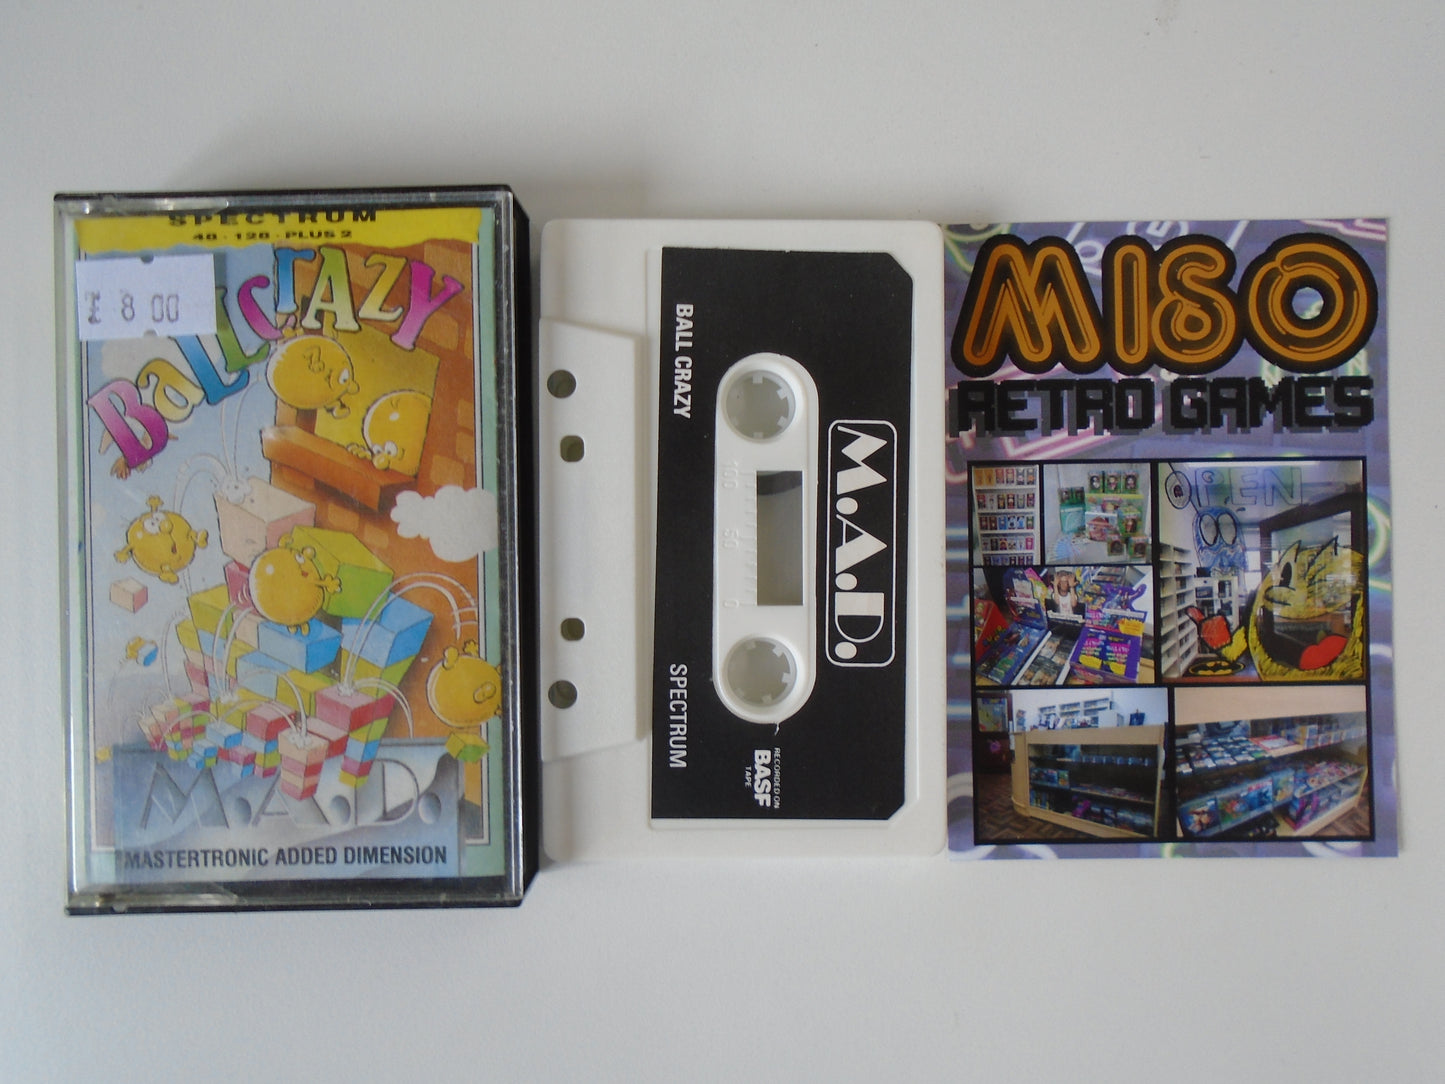 SPECTRUM
48 · 128 · PLUS 2
£ 8 00
BALLCRAZY
M.A.D.
MASTERTRONIC ADDED DIMENSION
BALL CRAZY
SPECTRUM
100 50 0
M.A.D.
RECORDED ON
BASF
TAPE
MISO
RETRO GAMES
OPEN